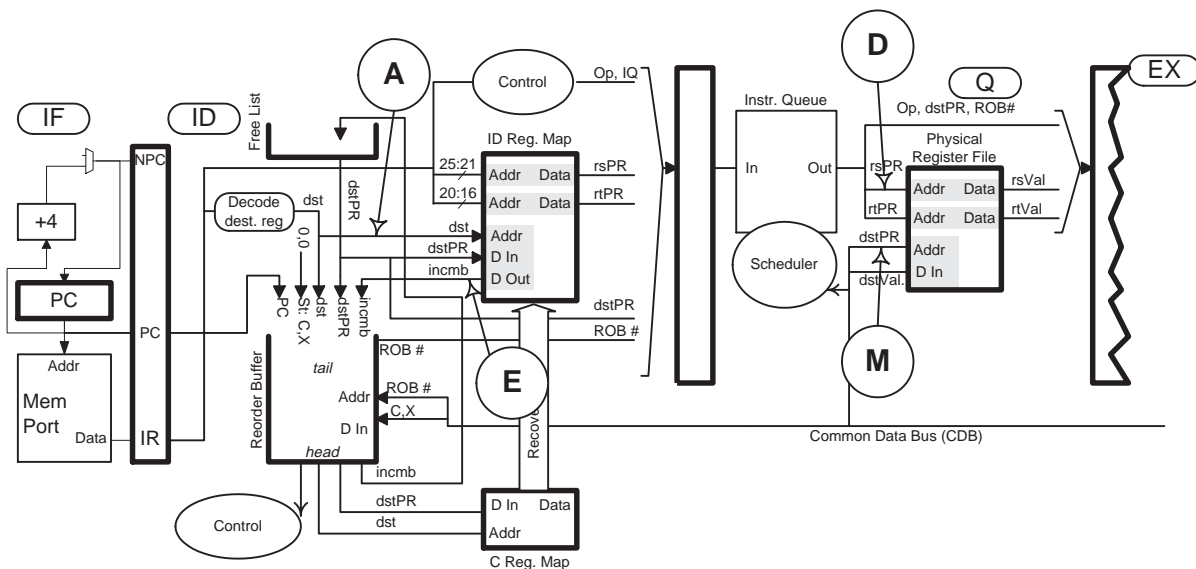 IF
ID
NPC
+4
PC
PC
Addr
Mem
Port
Data
IR
Free List
A
Control
Op, IQ
Decode
dest. reg
dst
dstPR
0,0
ID Reg. Map
25:21
Addr
Data
rsPR
20:16
Addr
Data
rtPR
dst
Addr
dstPR
D In
incmb
D Out
PC
St: C,X
dst
dstPR
incmb
dstPR
ROB #
ROB #
Reorder Buffer
tail
E
Addr
ROB #
D In
C,X
head
incmb
Recove
Control
dstPR
dst
D In
Data
Addr
C Reg. Map
Instr. Queue
In
Out
Scheduler
D
Q
EX
Op, dstPR, ROB#
Physical
Register File
rsPR
Addr
Data
rsVal
rtPR
Addr
Data
rtVal
dstPR
Addr
dstVal.
D In
M
Common Data Bus (CDB)